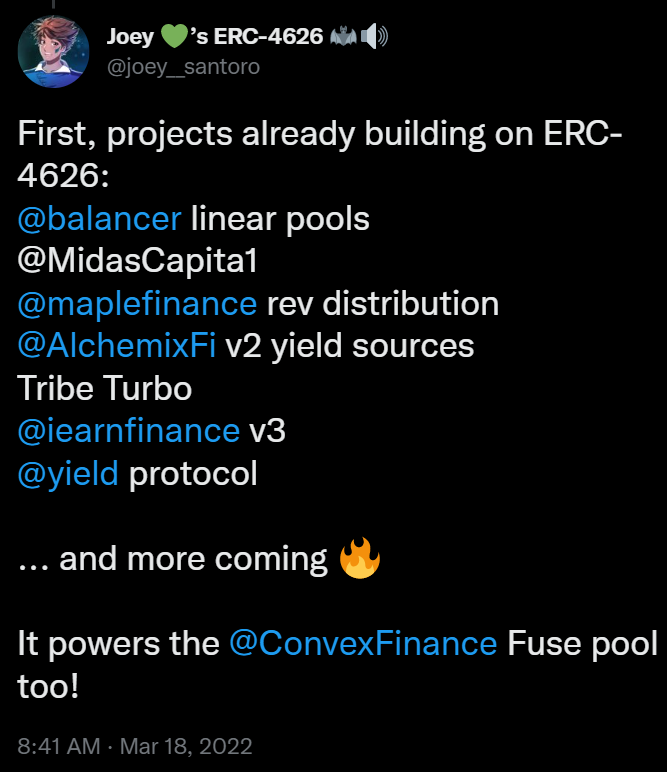 Joey 💚's ERC-4626 🦇🔊
@joey__santoro
First, projects already building on ERC-
4626:
@balancer linear pools
@MidasCapita1
@maplefinance rev distribution
@AlchemixFi v2 yield sources
Tribe Turbo
@iearnfinance v3
@yield protocol
... and more coming 🔥
It powers the @ConvexFinance Fuse pool
too!
8:41 AM · Mar 18, 2022